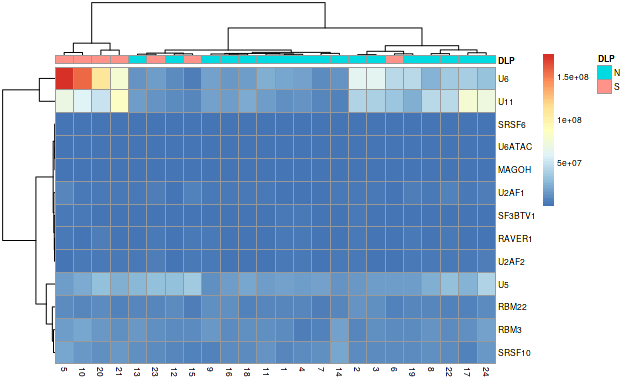 DLP
U6
U11
SRSF6
U6ATAC
MAGOH
U2AF1
SF3BTV1
RAVER1
U2AF2
U5
RBM22
RBM3
SRSF10
5 10 20 21 13 23 12 15 9 16 18 11 1 4 7 14 2 3 6 19 8 22 17 24
1.5e+08
1e+08
5e+07
DLP
N
S